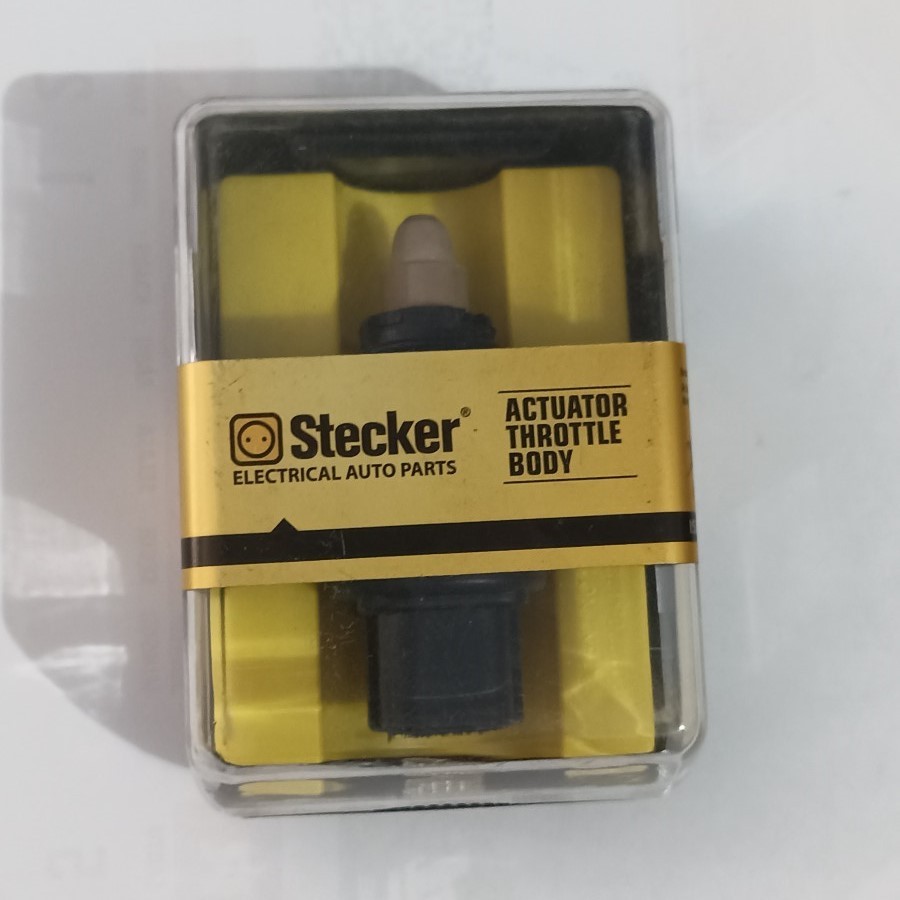 Stecker®
ELECTRICAL AUTO PARTS
ACTUATOR
THROTTLE
BODY